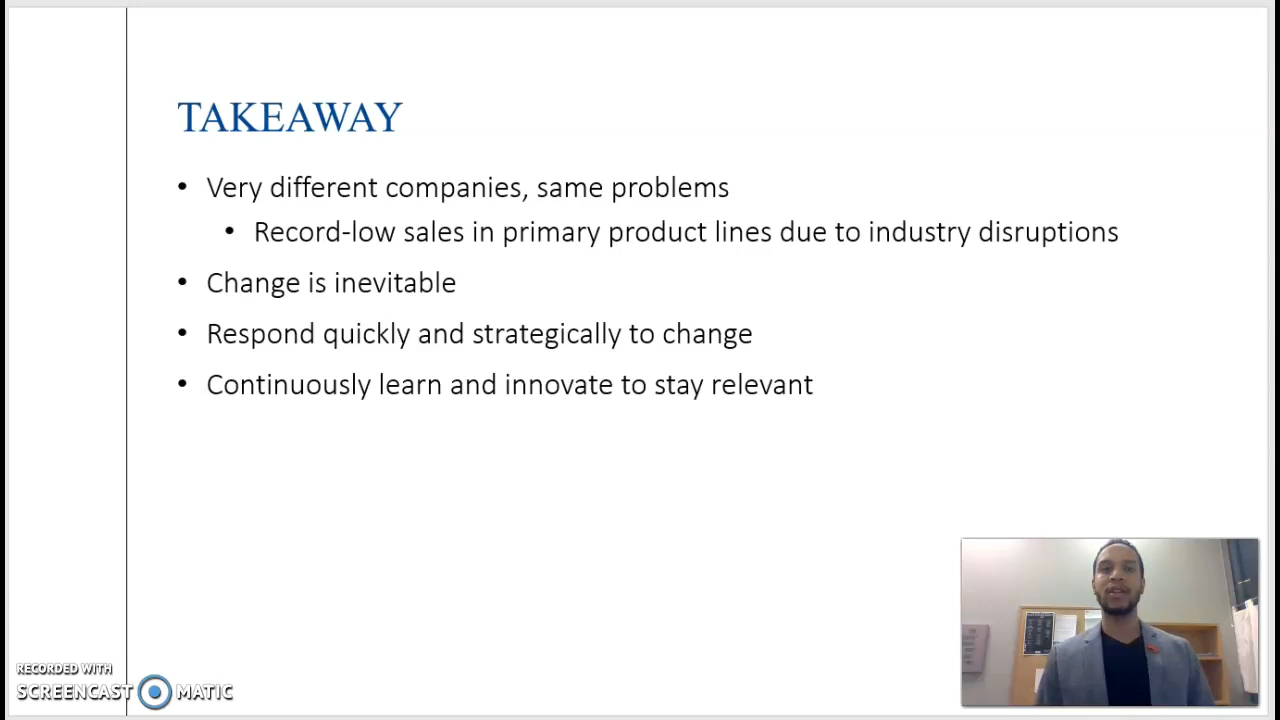 TAKEAWAY
• Very different companies, same problems
• Record-low sales in primary product lines due to industry disruptions
• Change is inevitable
• Respond quickly and strategically to change
• Continuously learn and innovate to stay relevant
RECORDED WITH
SCREENCAST MATIC